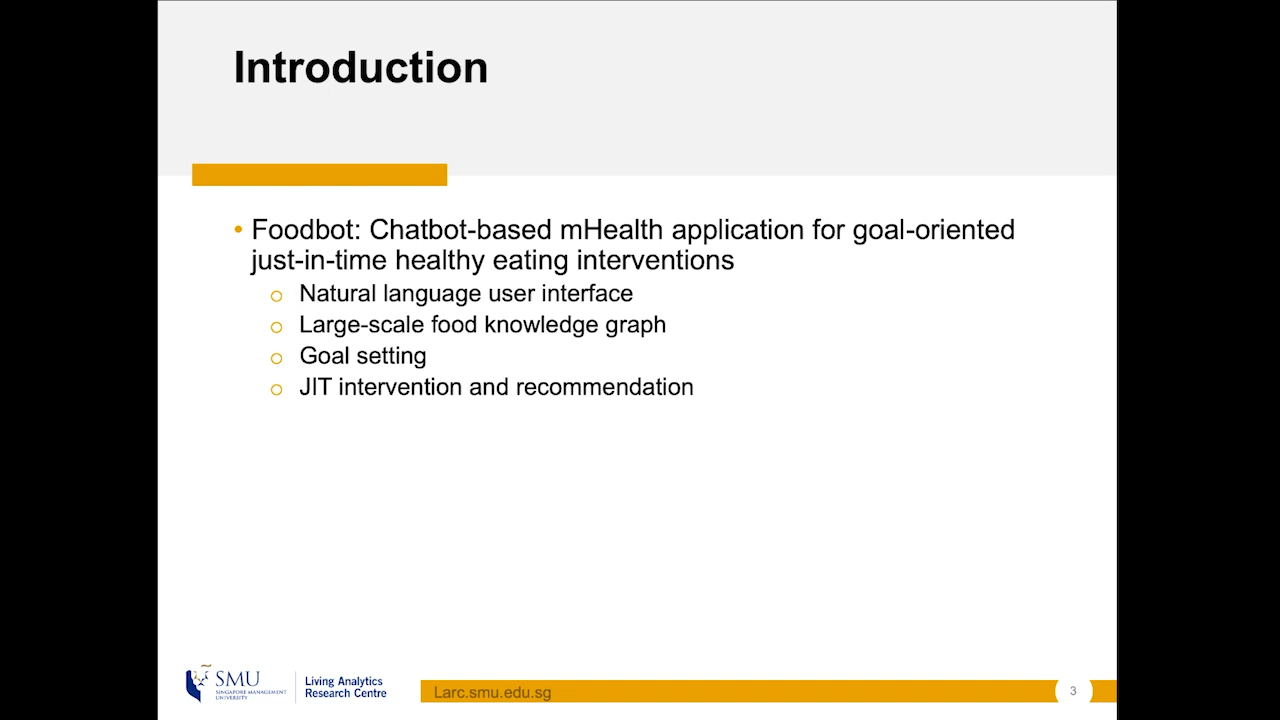 Introduction
• Foodbot: Chatbot-based mHealth application for goal-oriented
just-in-time healthy eating interventions
o Natural language user interface
o Large-scale food knowledge graph
o Goal setting
o JIT intervention and recommendation
SMU
SINGAPORE MANAGEMENT
UNIVERSITY
Living Analytics
Research Centre
Larc.smu.edu.sg
3